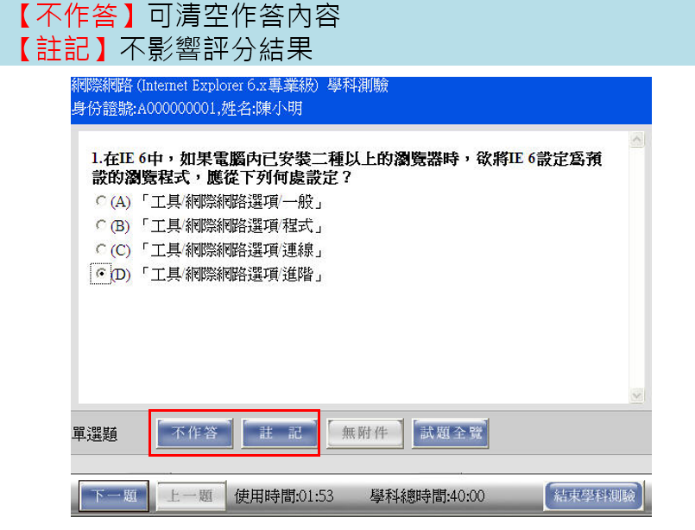 【不作答】可清空作答內容
【註記】不影響評分結果
網際網路 (Internet Explorer 6.x專業級) 學科測驗
身份證號:A000000001,姓名:陳小明
1.在IE 6中，如果電腦內已安裝二種以上的瀏覽器時，欲將IE 6設定為預
設的瀏覽程式，應從下列何處設定？
(A) 「工具/網際網路選項/一般」
(B) 「工具/網際網路選項/程式」
(C) 「工具/網際網路選項/連線」
(D) 「工具/網際網路選項/進階」
單選題 不作答 註 記 無附件 試題全覽
下一題 上一題 使用時間:01:53 學科總時間:40:00 結束學科測驗